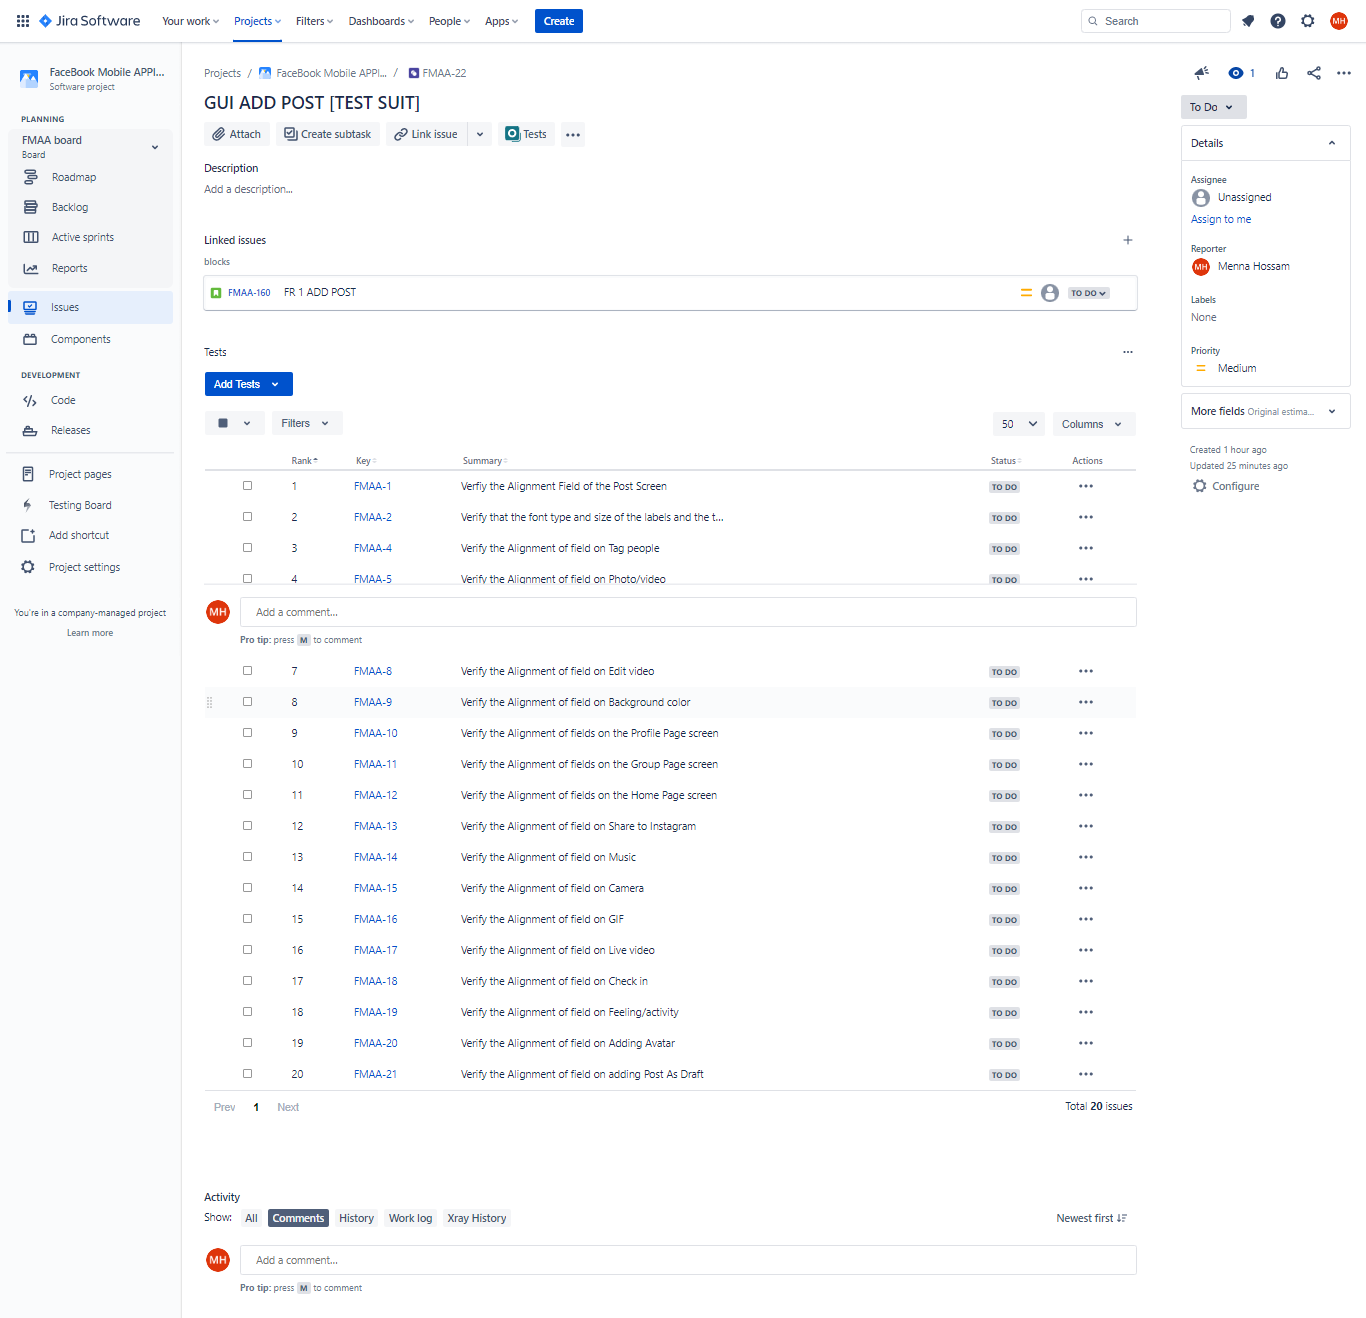 Jira Software Your work Projects Filters Dashboards People Apps Create Search MH
FaceBook Mobile APPl...
Software project
PLANNING
FMAA board
Board
Roadmap
Backlog
Active sprints
Reports
Issues
Components
DEVELOPMENT
Code
Releases
Project pages
Testing Board
Add shortcut
Project settings
You're in a company-managed project
Learn more
Projects / FaceBook Mobile APPl... / FMAA-22
GUI ADD POST [TEST SUIT]
Attach Create subtask Link issue Tests
Description
Add a description...
Linked issues
blocks
FMAA-160 FR 1 ADD POST TO DO
Tests
Add Tests
Filters 50 Columns
Rank Key Summary Status Actions
1 FMAA-1 Verfiy the Alignment Field of the Post Screen TO DO
2 FMAA-2 Verify that the font type and size of the labels and the t... TO DO
3 FMAA-4 Verify the Alignment of field on Tag people TO DO
4 FMAA-5 Verify the Alignment of field on Photo/video TO DO
MH Add a comment...
Pro tip: press M to comment
7 FMAA-8 Verify the Alignment of field on Edit video TO DO
8 FMAA-9 Verify the Alignment of field on Background color TO DO
9 FMAA-10 Verify the Alignment of fields on the Profile Page screen TO DO
10 FMAA-11 Verify the Alignment of fields on the Group Page screen TO DO
11 FMAA-12 Verify the Alignment of fields on the Home Page screen TO DO
12 FMAA-13 Verify the Alignment of field on Share to Instagram TO DO
13 FMAA-14 Verify the Alignment of field on Music TO DO
14 FMAA-15 Verify the Alignment of field on Camera TO DO
15 FMAA-16 Verify the Alignment of field on GIF TO DO
16 FMAA-17 Verify the Alignment of field on Live video TO DO
17 FMAA-18 Verify the Alignment of field on Check in TO DO
18 FMAA-19 Verify the Alignment of field on Feeling/activity TO DO
19 FMAA-20 Verify the Alignment of field on Adding Avatar TO DO
20 FMAA-21 Verify the Alignment of field on adding Post As Draft TO DO
Prev 1 Next Total 20 issues
Activity
Show: All Comments History Work log Xray History Newest first
MH Add a comment...
Pro tip: press M to comment
1
To Do
Details
Assignee
Unassigned
Assign to me
Reporter
MH Menna Hossam
Labels
None
Priority
Medium
More fields Original estima...
Created 1 hour ago
Updated 25 minutes ago
Configure